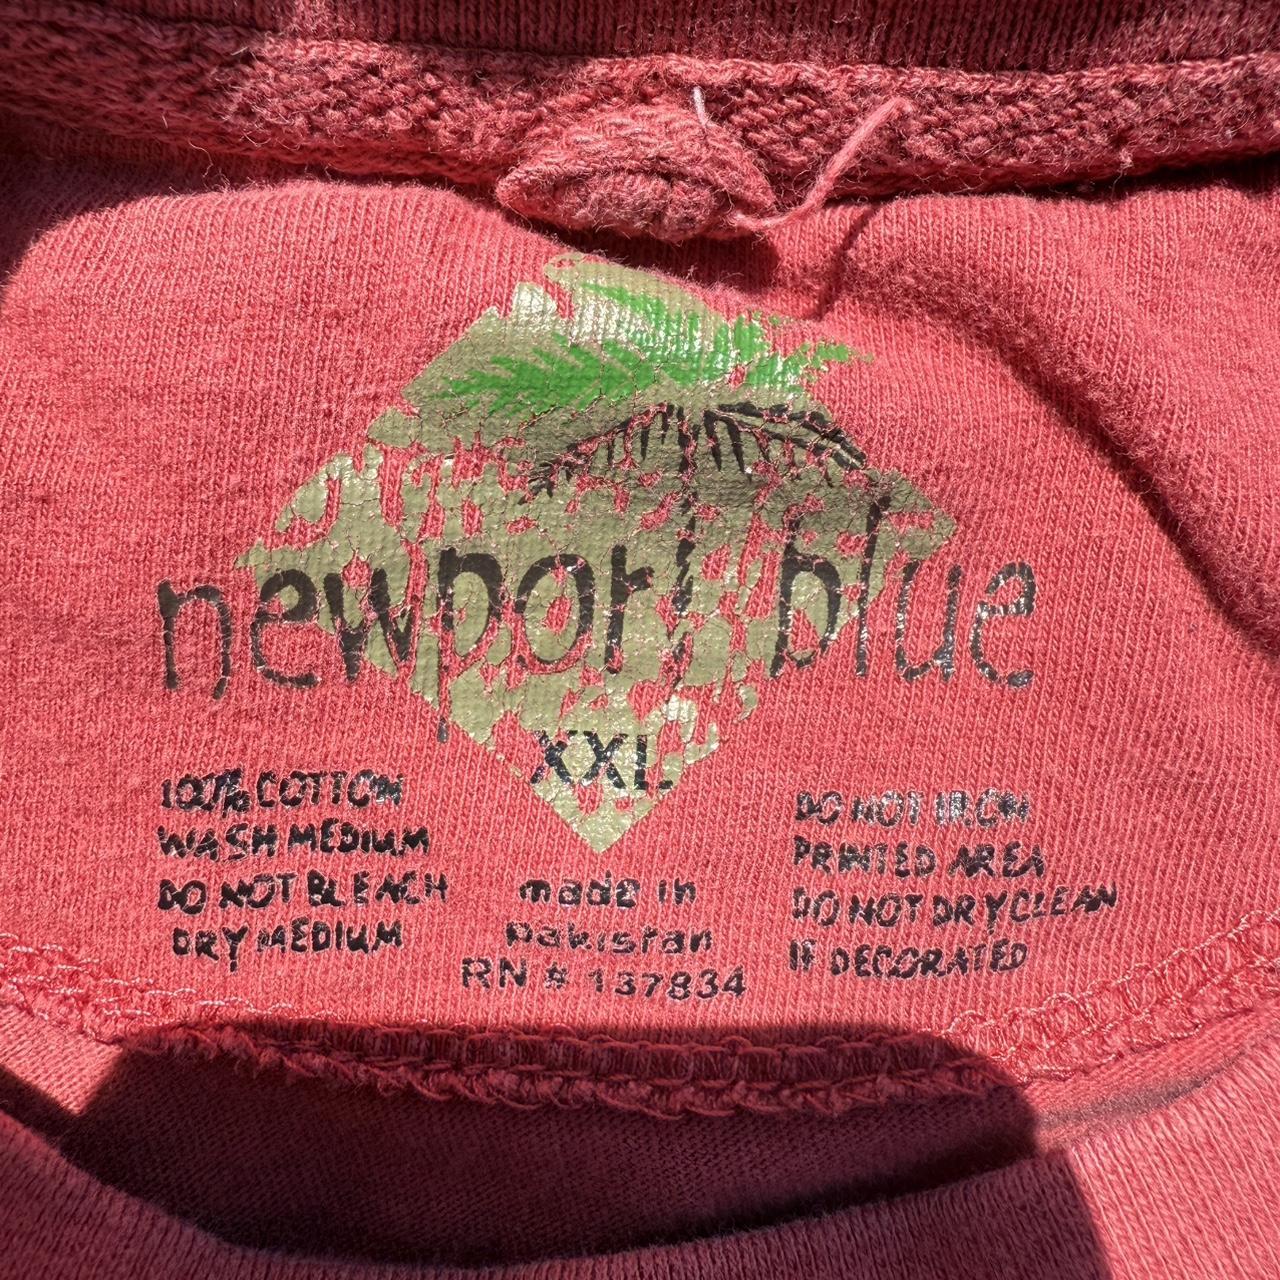 newport blue
XXL
100% COTTON
WASH MEDIUM
DO NOT BLEACH
DRY MEDIUM
made in
pakistan
RN # 137834
DO NOT IRON
PRINTED AREA
DO NOT DRYCLEAN
IF DECORATED